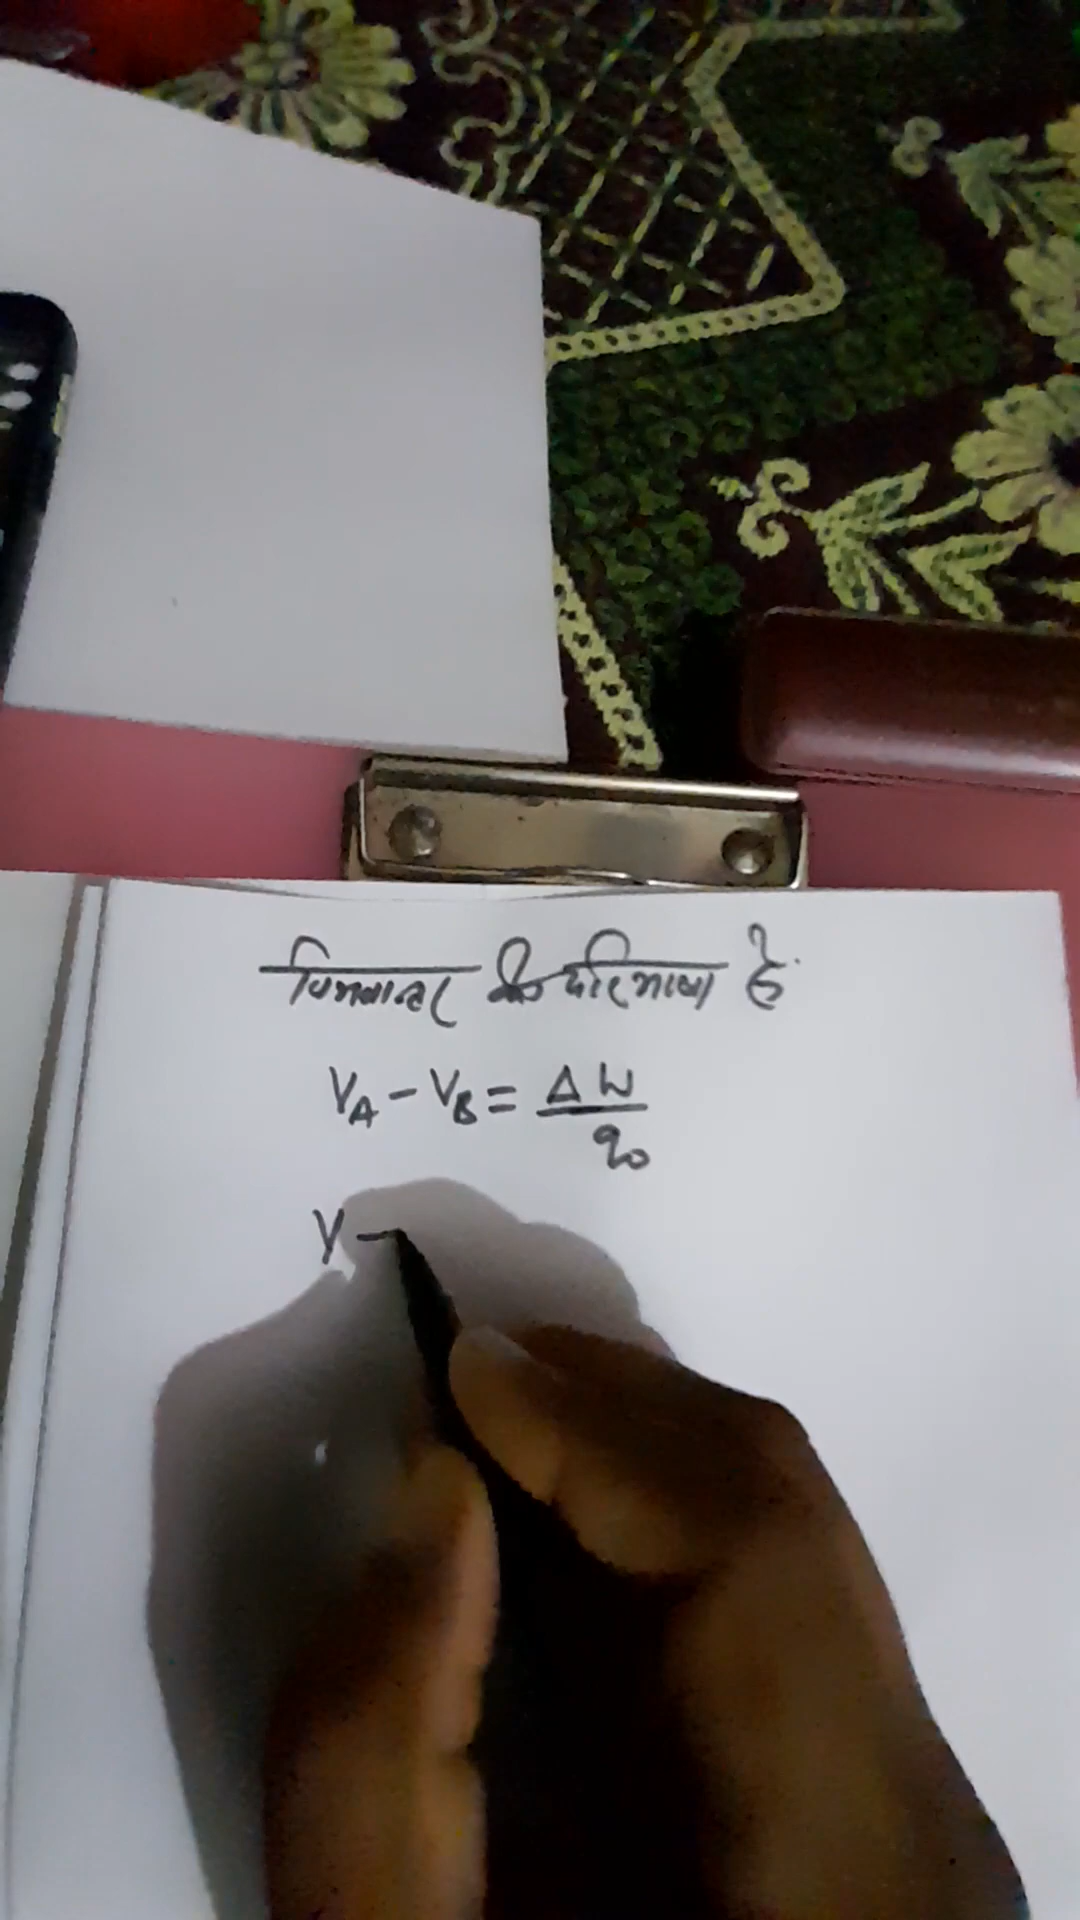 विभवान्तर की परिभाषा है
V_A - V_B = ΔW/q₀
V -